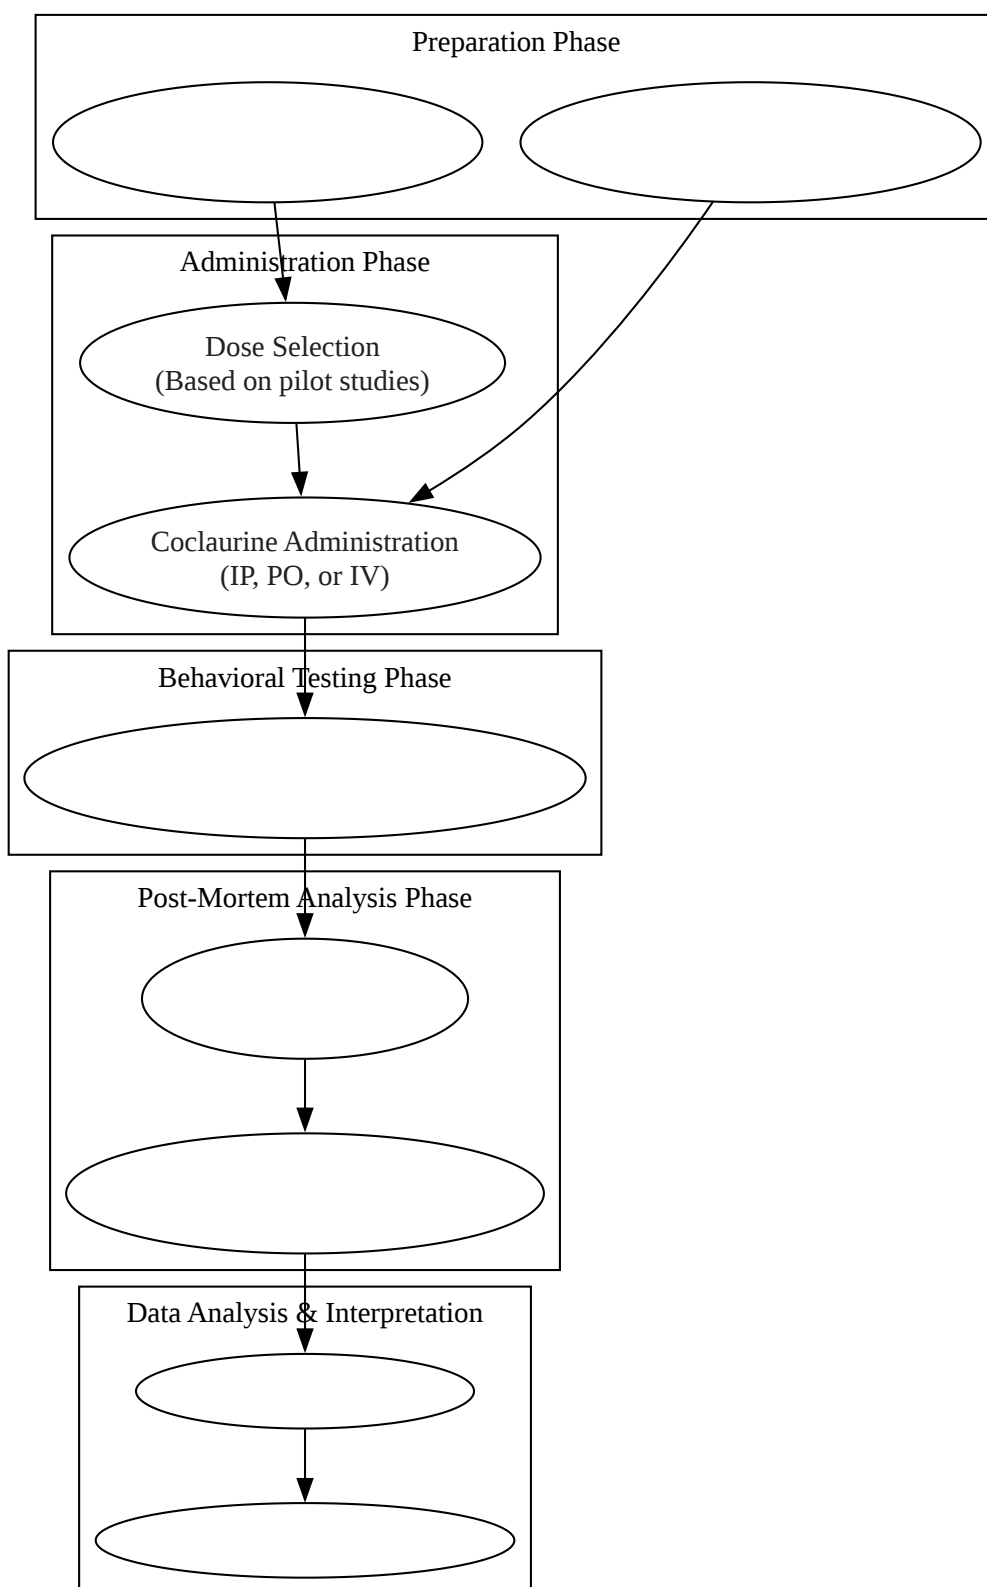 Preparation Phase
Administration Phase
Dose Selection
(Based on pilot studies)
Coclaurine Administration
(IP, PO, or IV)
Behavioral Testing Phase
Post-Mortem Analysis Phase
Data Analysis & Interpretation